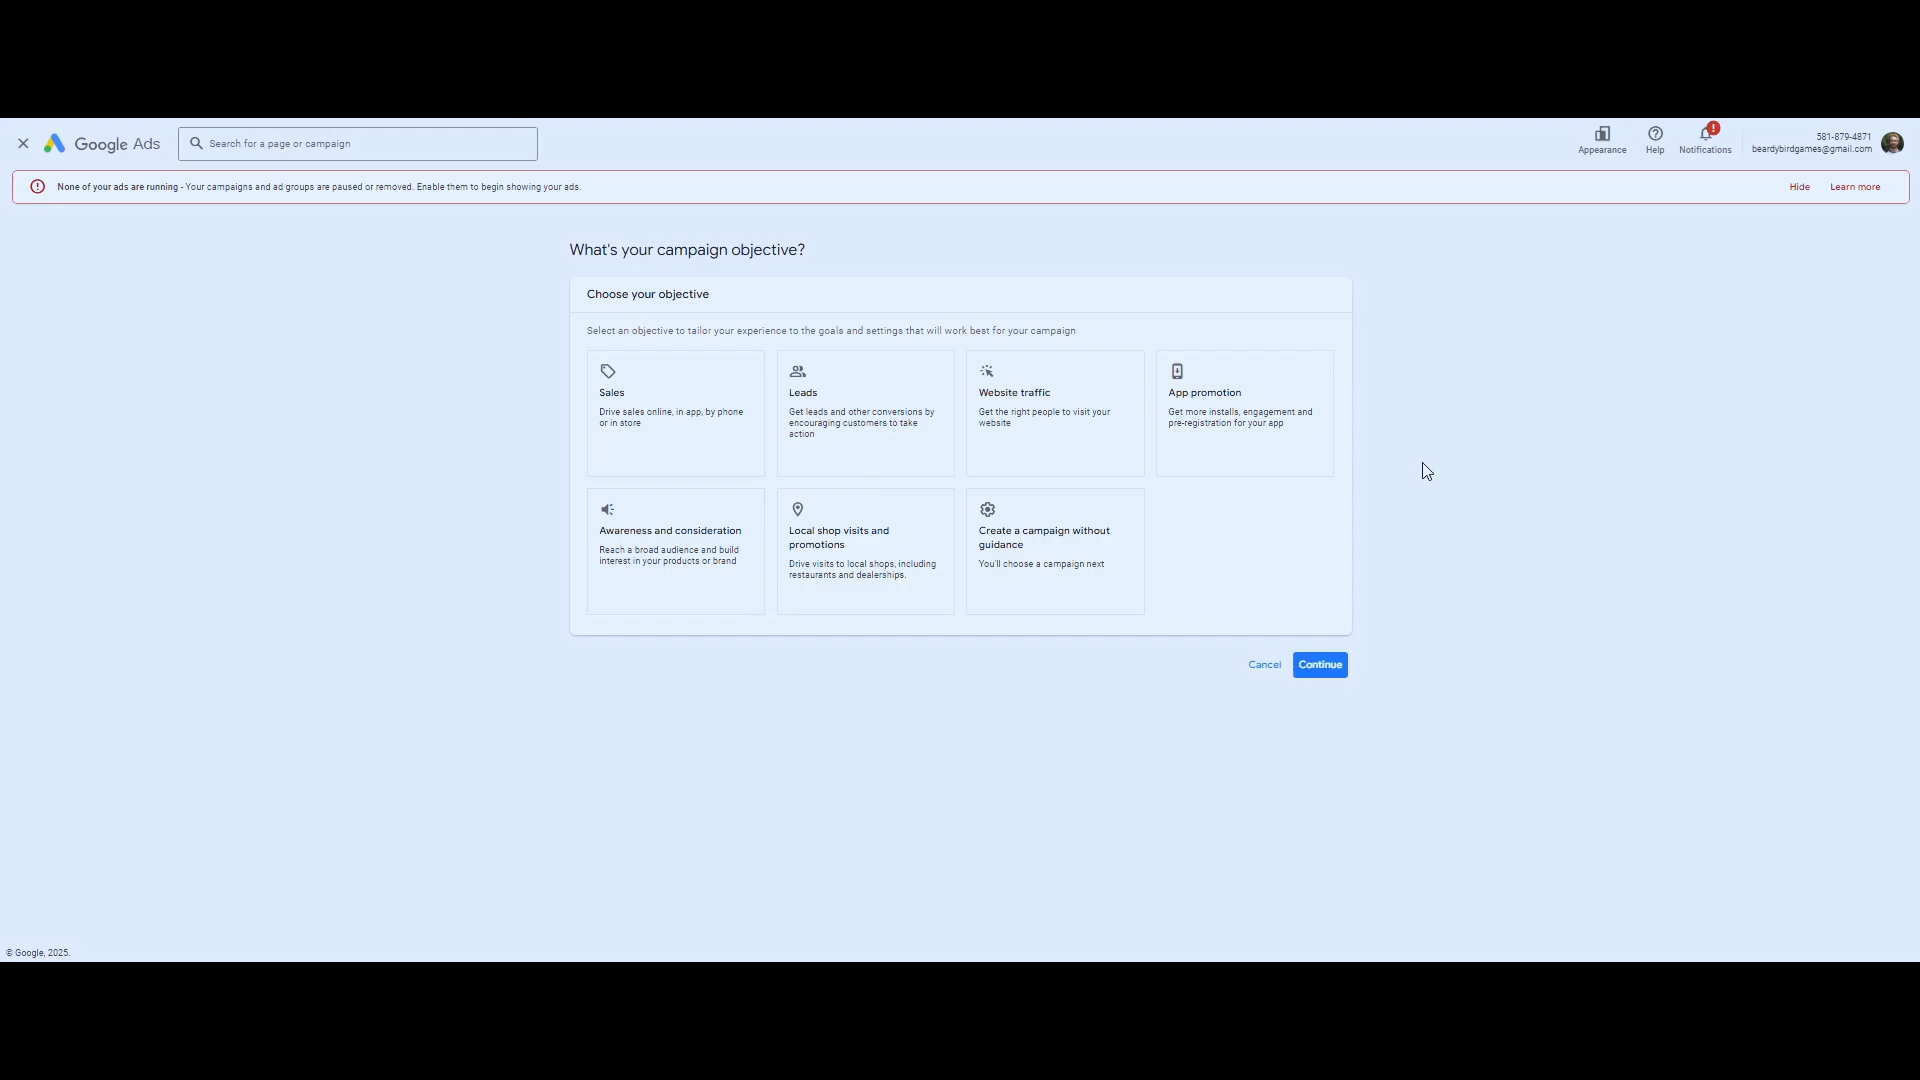 Google Ads
Search for a page or campaign
Appearance
Help
Notifications
581-879-4871
beardybirdgames@gmail.com
None of your ads are running - Your campaigns and ad groups are paused or removed. Enable them to begin showing your ads.
Hide
Learn more
What's your campaign objective?
Choose your objective
Select an objective to tailor your experience to the goals and settings that will work best for your campaign
Sales
Drive sales online, in app, by phone
or in store
Leads
Get leads and other conversions by
encouraging customers to take
action
Website traffic
Get the right people to visit your
website
App promotion
Get more installs, engagement and
pre-registration for your app
Awareness and consideration
Reach a broad audience and build
interest in your products or brand
Local shop visits and
promotions
Drive visits to local shops, including
restaurants and dealerships.
Create a campaign without
guidance
You'll choose a campaign next
Cancel
Continue
© Google, 2025.